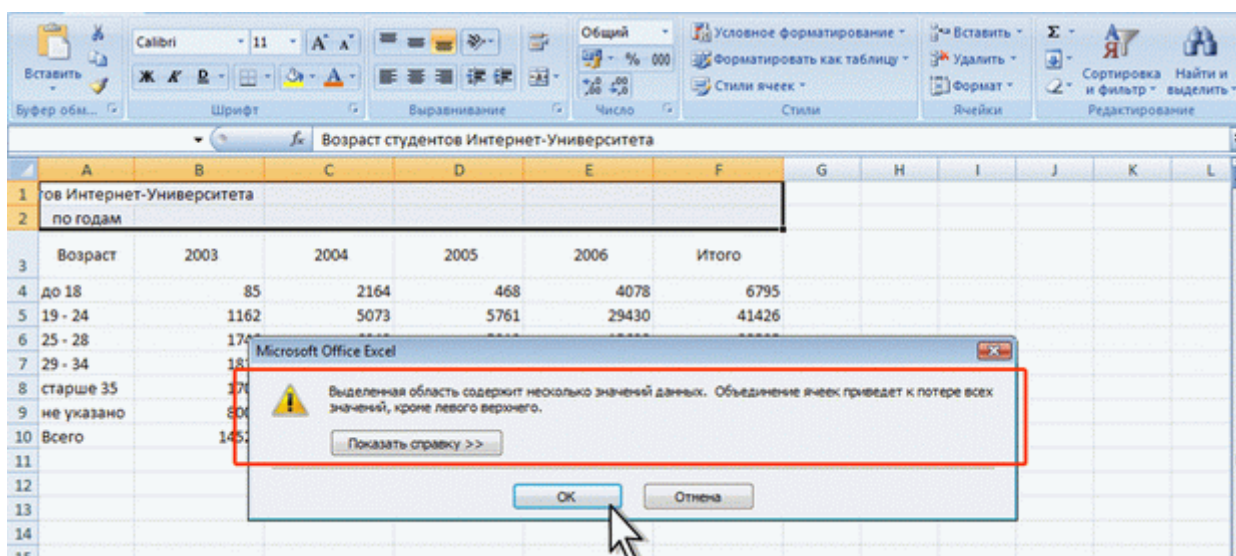 Вставить
Буфер обм...
Calibri 11
Ж К
Шрифт
Выравнивание
Общий
% 000
Число
Условное форматирование
Форматировать как таблицу
Стили ячеек
Стили
Вставить
Удалить
Формат
Ячейки
Σ
Сортировка и фильтр
Найти и выделить
Редактирование
fx Возраст студентов Интернет-Университета
A B C D E F G H I J K L
1 тов Интернет-Университета
2 по годам
3 Возраст 2003 2004 2005 2006 Итого
4 до 18 85 2164 468 4078 6795
5 19 - 24 1162 5073 5761 29430 41426
6 25 - 28
7 29 - 34
8 старше 35
9 не указано
10 Всего
11
12
13
14
Microsoft Office Excel
Выделенная область содержит несколько значений данных. Объединение ячеек приведет к потере всех
значений, кроме левого верхнего.
Показать справку >>
OK Отмена